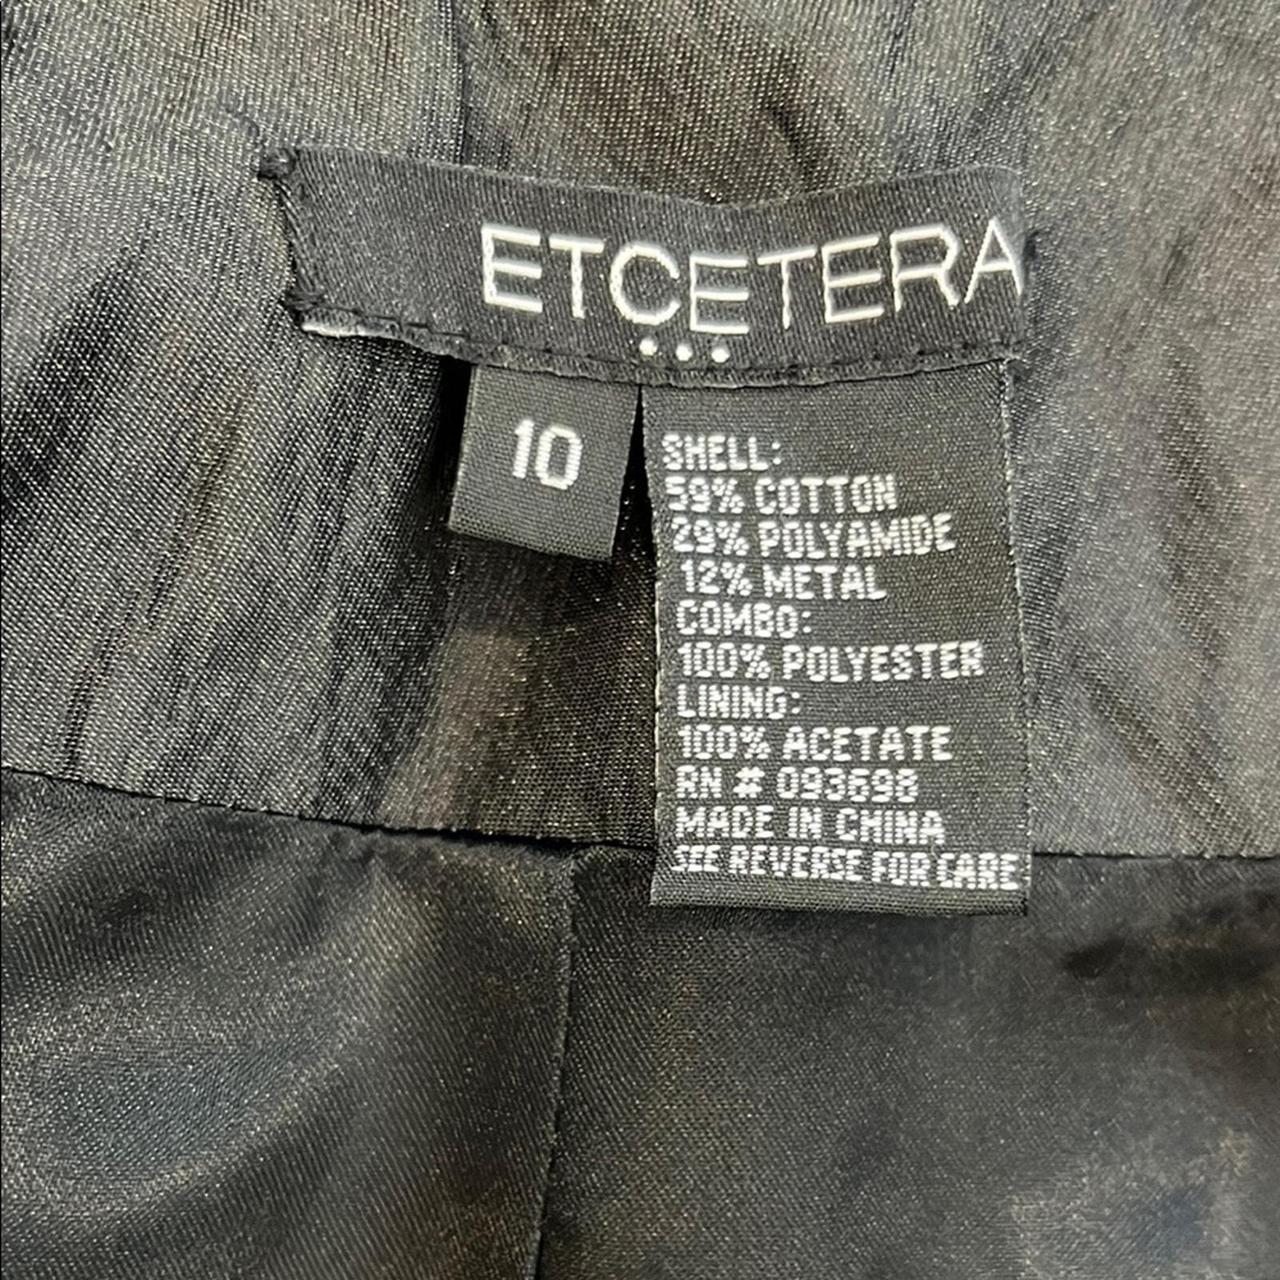 ETCETERA
...
10
SHELL:
59% COTTON
29% POLYAMIDE
12% METAL
COMBO:
100% POLYESTER
LINING:
100% ACETATE
RN # 093698
MADE IN CHINA
SEE REVERSE FOR CARE